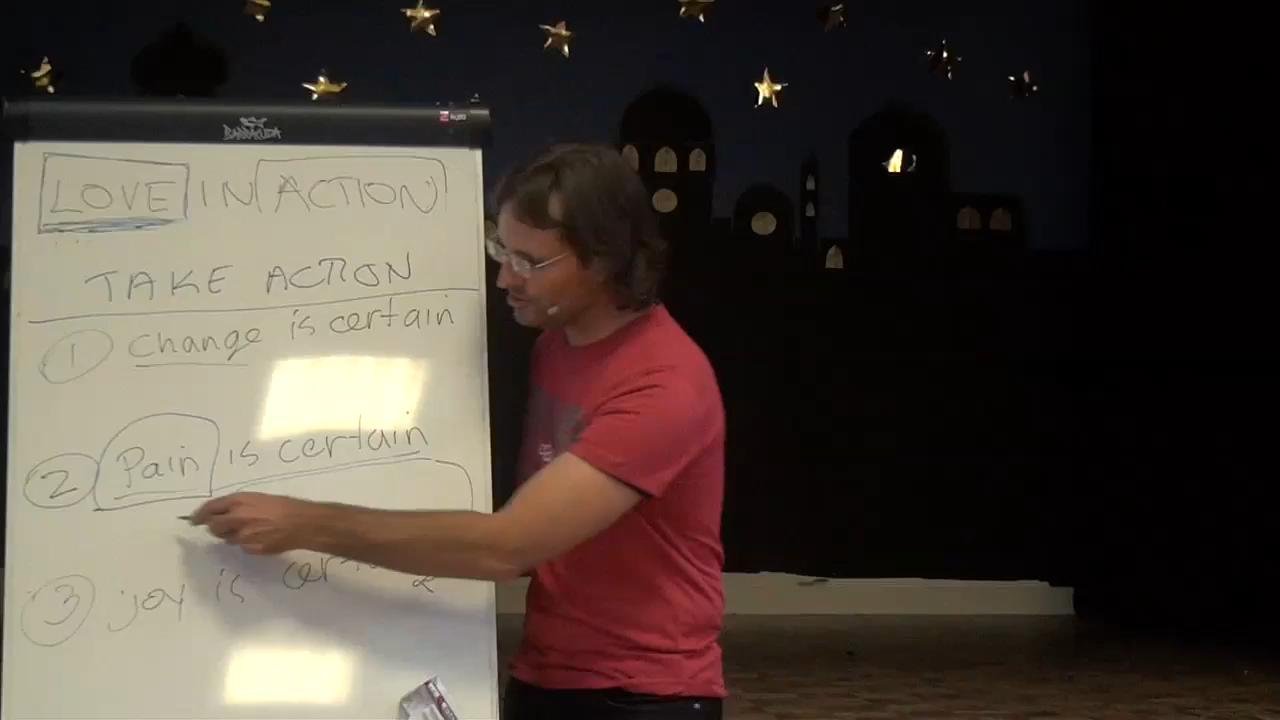 BARRACUDA
LOVE IN ACTION
TAKE ACTION
1 change is certain
2 Pain is certain
3 joy is